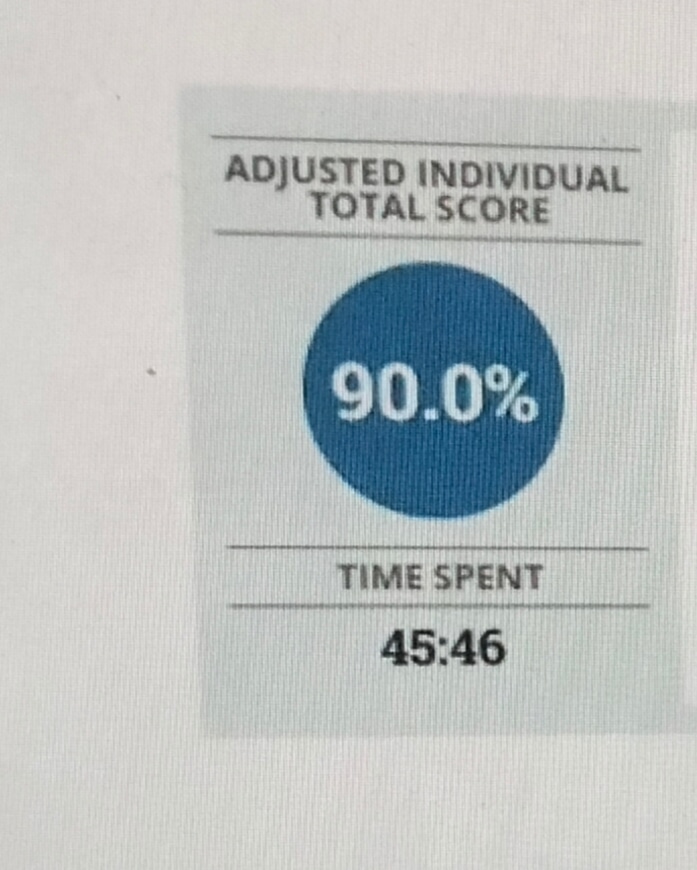 ADJUSTED INDIVIDUAL
TOTAL SCORE
90.0%
TIME SPENT
45:46